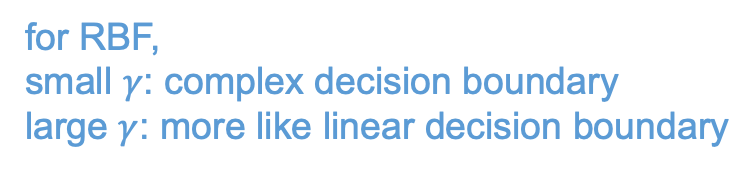 for RBF,
small γ: complex decision boundary
large γ: more like linear decision boundary